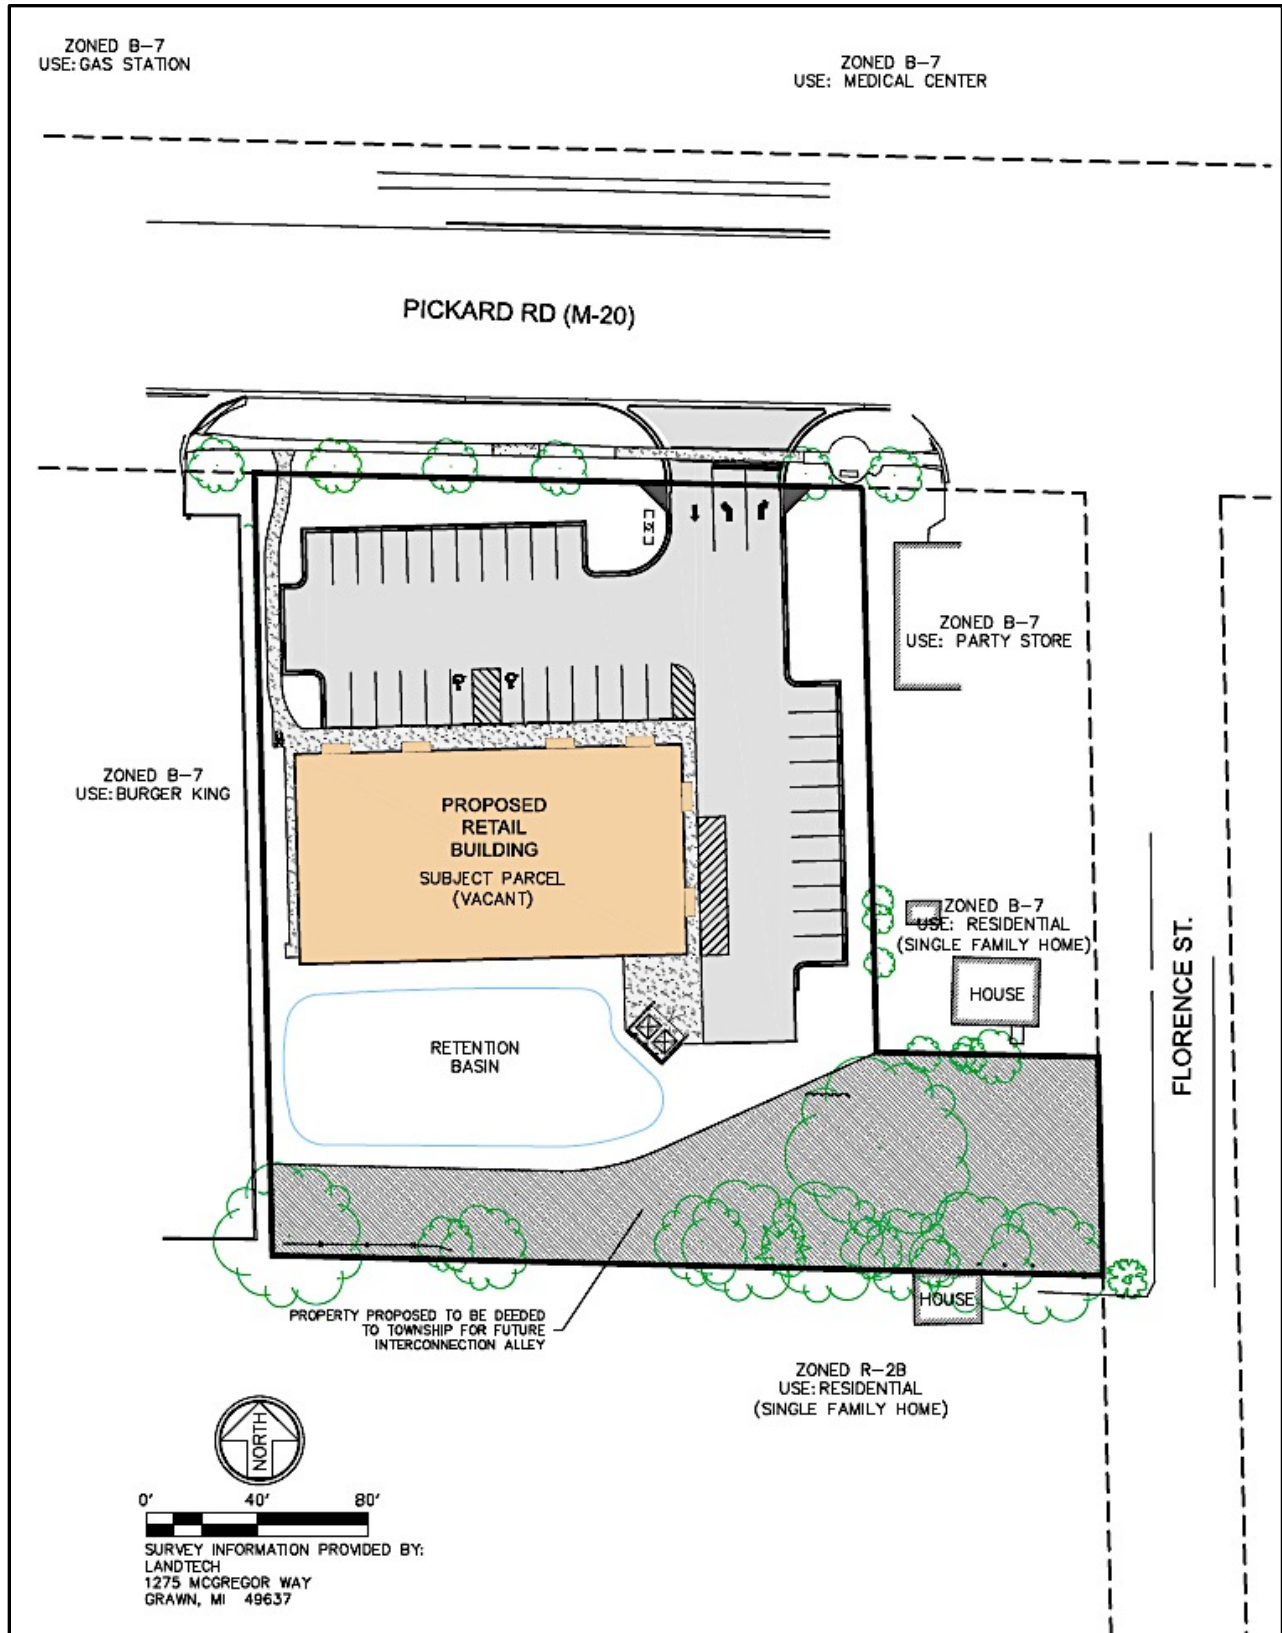 ZONED B-7
USE: GAS STATION
ZONED B-7
USE: MEDICAL CENTER
PICKARD RD (M-20)
ZONED B-7
USE: PARTY STORE
ZONED B-7
USE: BURGER KING
PROPOSED
RETAIL
BUILDING
SUBJECT PARCEL
(VACANT)
ZONED B-7
USE: RESIDENTIAL
(SINGLE FAMILY HOME)
HOUSE
FLORENCE ST.
RETENTION
BASIN
HOUSE
PROPERTY PROPOSED TO BE DEEDED
TO TOWNSHIP FOR FUTURE
INTERCONNECTION ALLEY
ZONED R-2B
USE: RESIDENTIAL
(SINGLE FAMILY HOME)
NORTH
0' 40' 80'
SURVEY INFORMATION PROVIDED BY:
LANDTECH
1275 MCGREGOR WAY
GRAWN, MI 49637